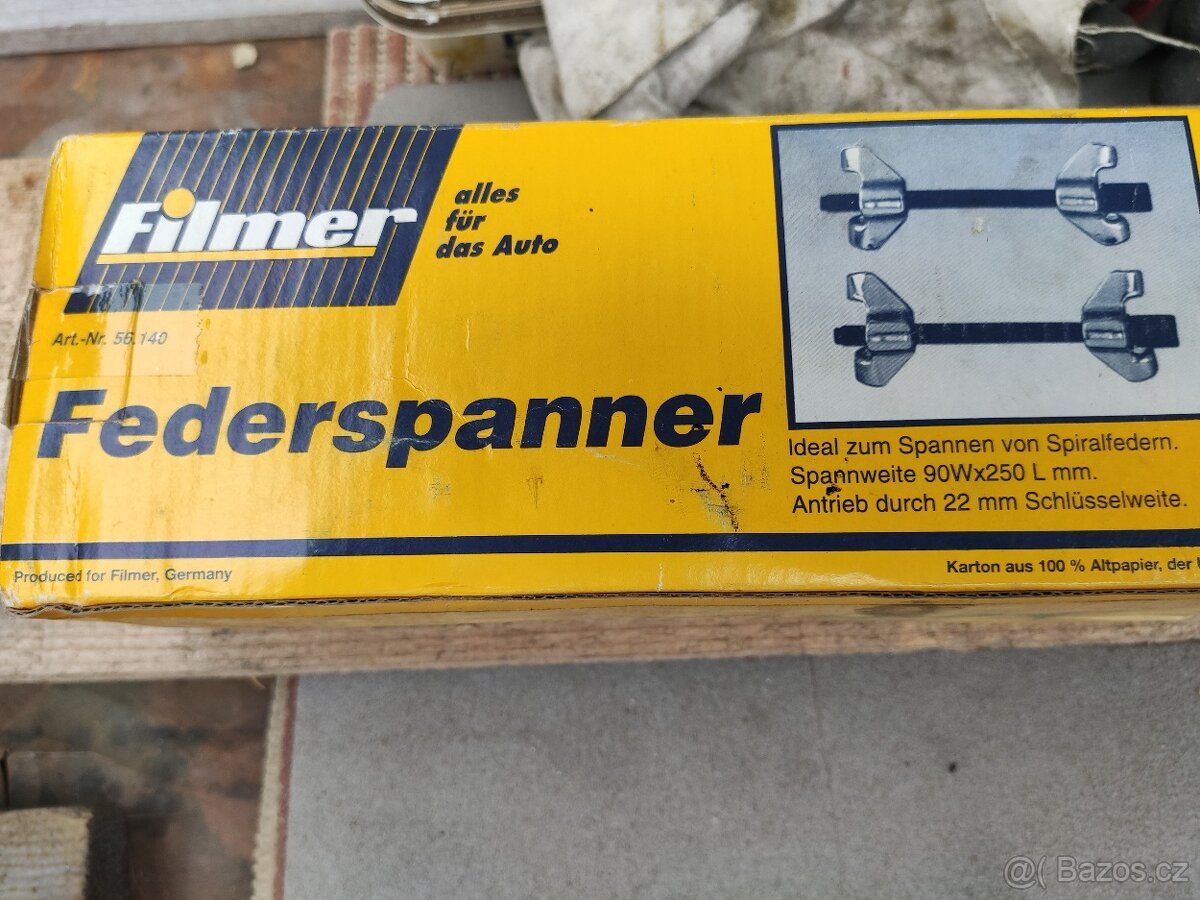 Filmer
alles
für
das Auto
Art.-Nr. 56.140
Federspanner
Ideal zum Spannen von Spiralfedern.
Spannweite 90Wx250 L mm.
Antrieb durch 22 mm Schlüsselweite.
Produced for Filmer, Germany
Karton aus 100 % Altpapier, der
Bazos.cz